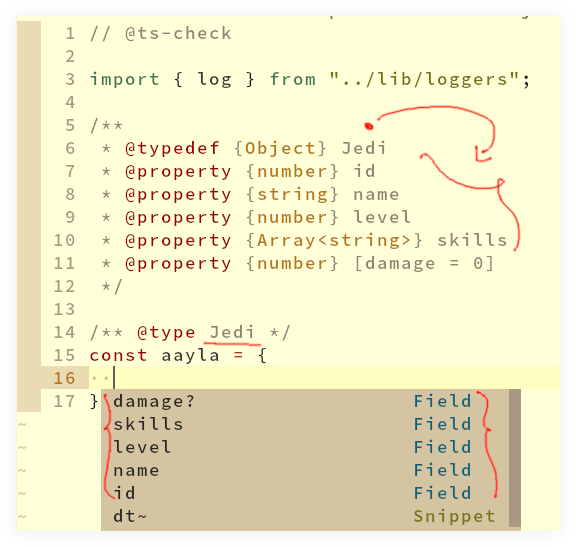 1 // @ts-check
2
3 import { log } from "../lib/loggers";
4
5 /**
6 * @typedef {Object} Jedi
7 * @property {number} id
8 * @property {string} name
9 * @property {number} level
10 * @property {Array<string>} skills
11 * @property {number} [damage = 0]
12 */
13
14 /** @type Jedi */
15 const aayla = {
16 ··
17 } damage? Field
~ skills Field
~ level Field
~ name Field
~ id Field
~ dt~ Snippet